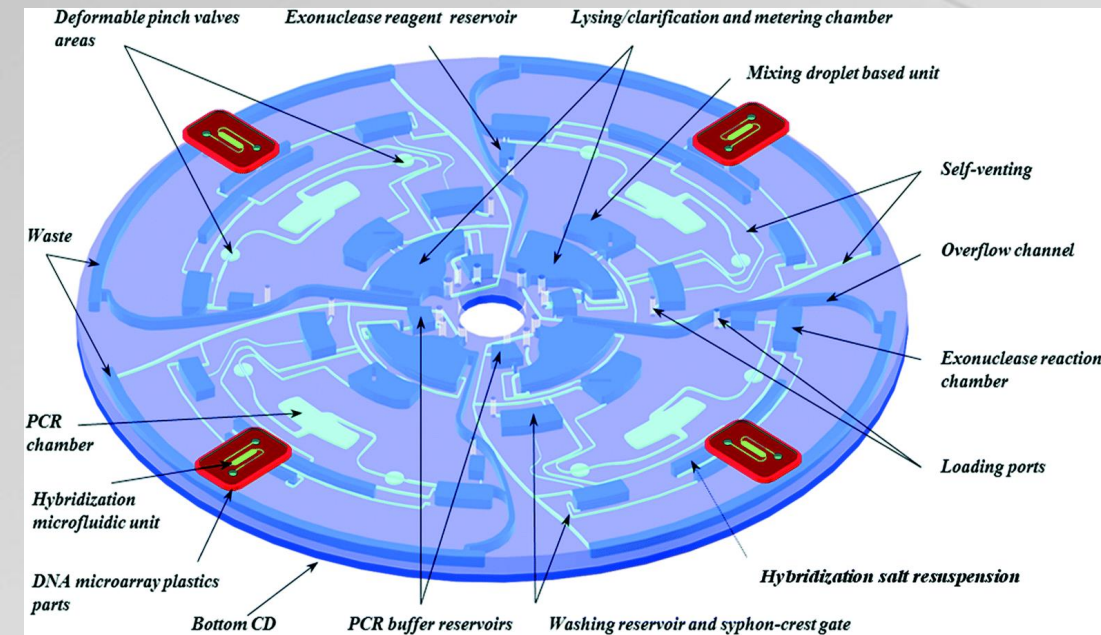 Deformable pinch valves
areas
Exonuclease reagent reservoir
Lysing/clarification and metering chamber
Mixing droplet based unit
Self-venting
Waste
Overflow channel
Exonuclease reaction
chamber
PCR
chamber
Loading ports
Hybridization
microfluidic unit
DNA microarray plastics
parts
Hybridization salt resuspension
Bottom CD
PCR buffer reservoirs
Washing reservoir and syphon-crest gate